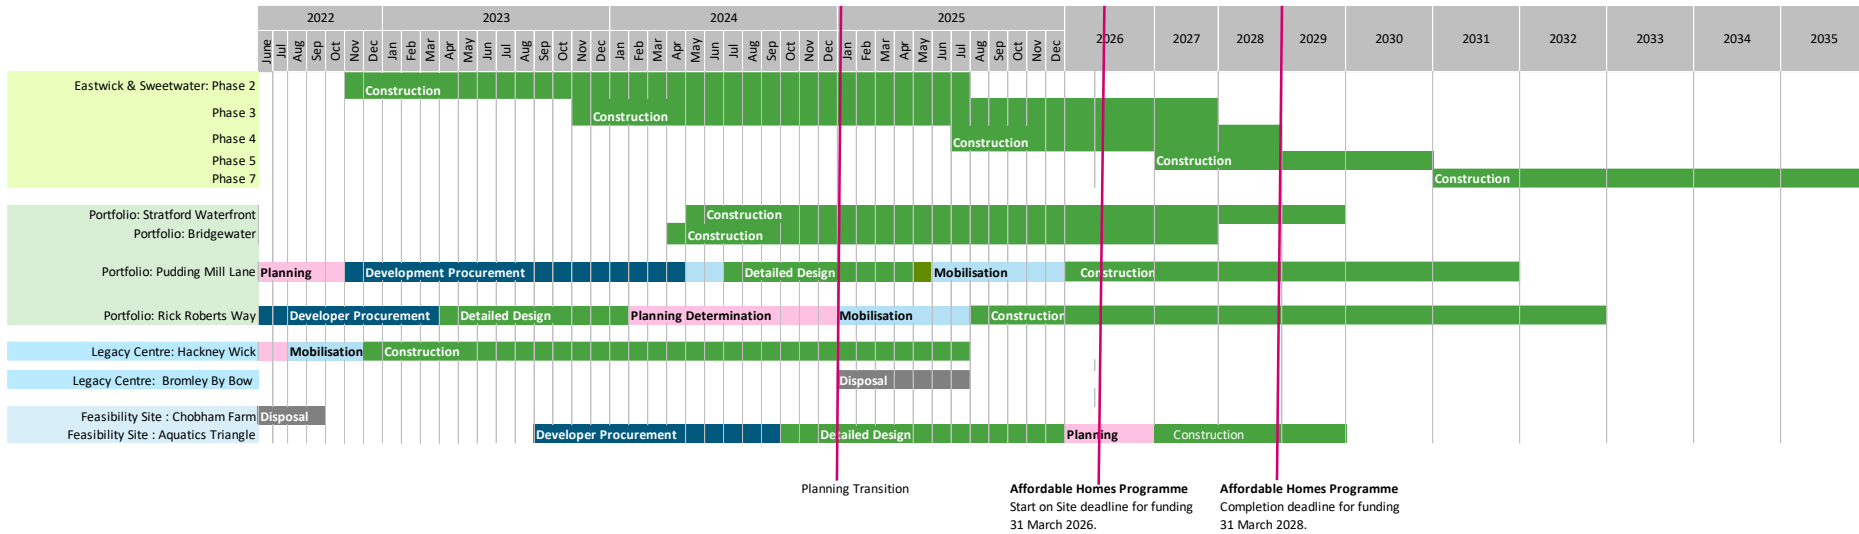 2022 2023 2024 2025 2026 2027 2028 2029 2030 2031 2032 2033 2034 2035
June Jul Aug Sep Oct Nov Dec Jan Feb Mar Apr May Jun Jul Aug Sep Oct Nov Dec Jan Feb Mar Apr May Jun Jul Aug Sep Oct Nov Dec Jan Feb Mar Apr May Jun Jul Aug Sep Oct Nov Dec
Eastwick & Sweetwater: Phase 2 Construction
Phase 3 Construction
Phase 4 Construction
Phase 5 Construction
Phase 7 Construction
Portfolio: Stratford Waterfront Construction
Portfolio: Bridgewater Construction
Portfolio: Pudding Mill Lane Planning Development Procurement Detailed Design Mobilisation Construction
Portfolio: Rick Roberts Way Developer Procurement Detailed Design Planning Determination Mobilisation Construction
Legacy Centre: Hackney Wick Mobilisation Construction
Legacy Centre: Bromley By Bow Disposal
Feasibility Site : Chobham Farm Disposal
Feasibility Site : Aquatics Triangle Developer Procurement Detailed Design Planning Construction
Planning Transition
Affordable Homes Programme
Start on Site deadline for funding
31 March 2026.
Affordable Homes Programme
Completion deadline for funding
31 March 2028.